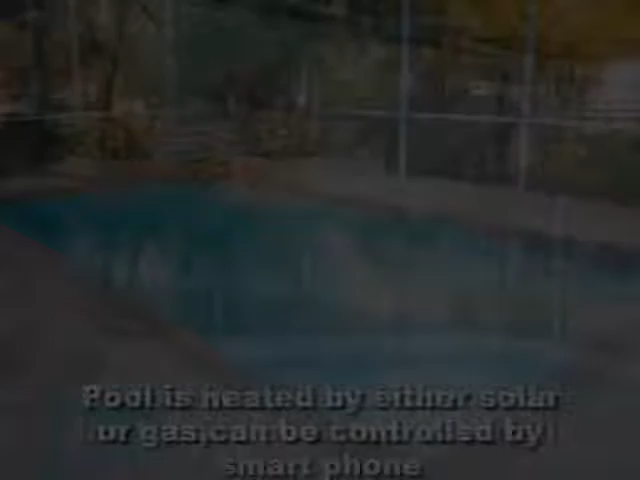 Pool is heated by either solar
or gas,can be controlled by
smart phone